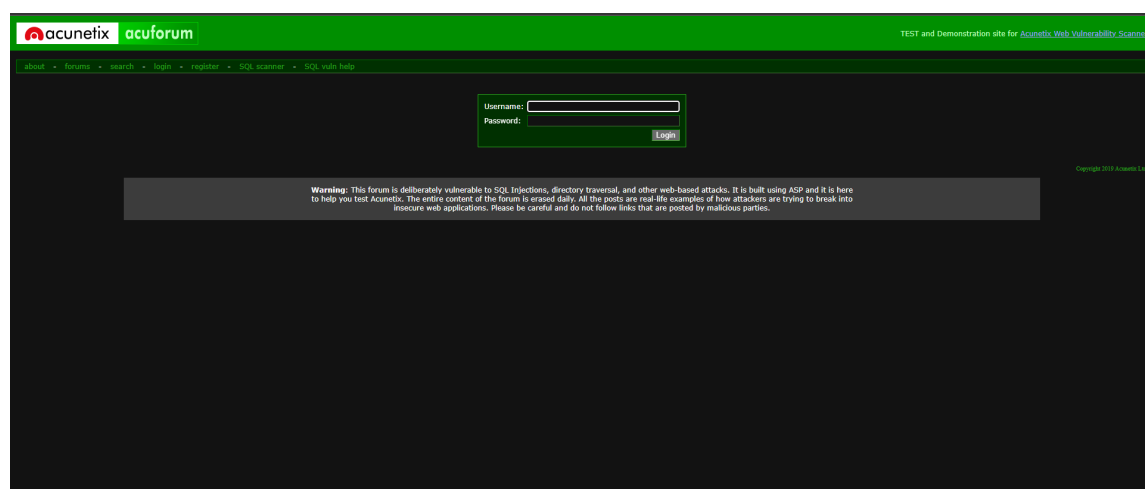 acunetix acuforum
TEST and Demonstration site for Acunetix Web Vulnerability Scanne
about - forums - search - login - register - SQL scanner - SQL vuln help
Username:
Password:
Login
Copyright 2019 Acunetix Lt
Warning: This forum is deliberately vulnerable to SQL Injections, directory traversal, and other web-based attacks. It is built using ASP and it is here
to help you test Acunetix. The entire content of the forum is erased daily. All the posts are real-life examples of how attackers are trying to break into
insecure web applications. Please be careful and do not follow links that are posted by malicious parties.